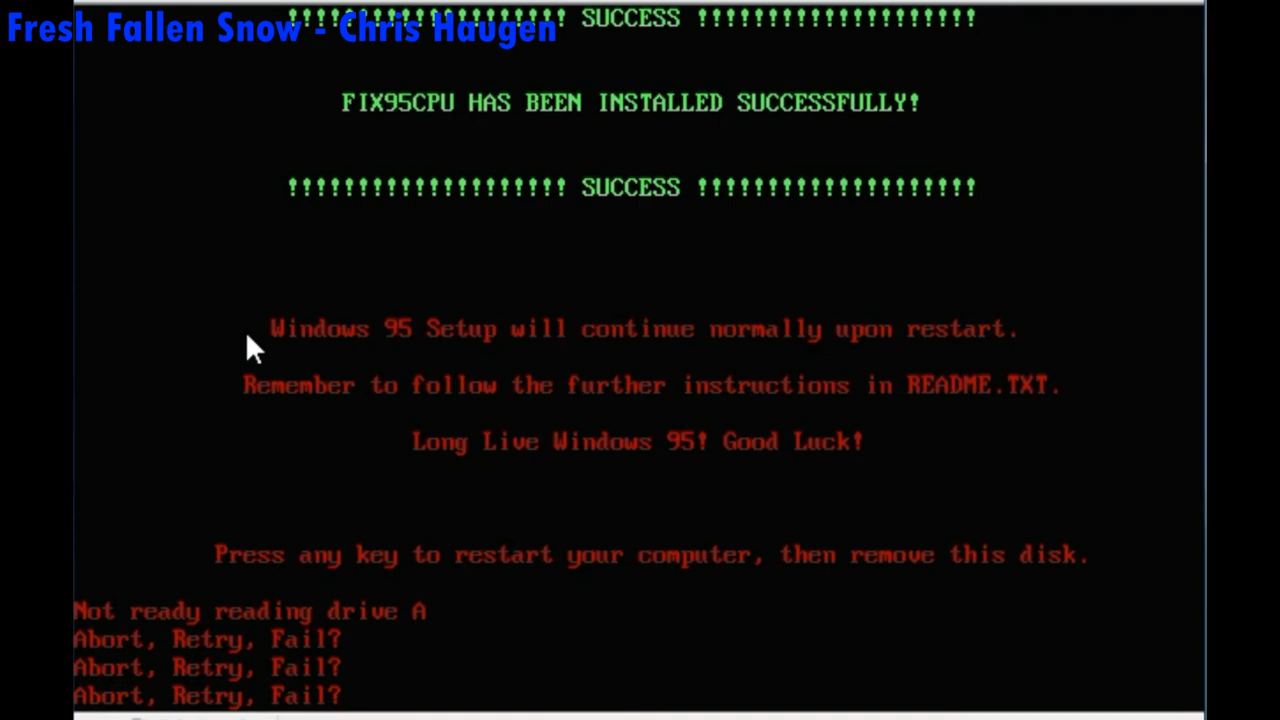 !!!!!!!!!!!!!!!!!!!! SUCCESS !!!!!!!!!!!!!!!!!!!!
Fresh Fallen Snow - Chris Haugen
FIX95CPU HAS BEEN INSTALLED SUCCESSFULLY!
!!!!!!!!!!!!!!!!!!!! SUCCESS !!!!!!!!!!!!!!!!!!!!
Windows 95 Setup will continue normally upon restart.
Remember to follow the further instructions in README.TXT.
Long Live Windows 95! Good Luck!
Press any key to restart your computer, then remove this disk.
Not ready reading drive A
Abort, Retry, Fail?
Abort, Retry, Fail?
Abort, Retry, Fail?